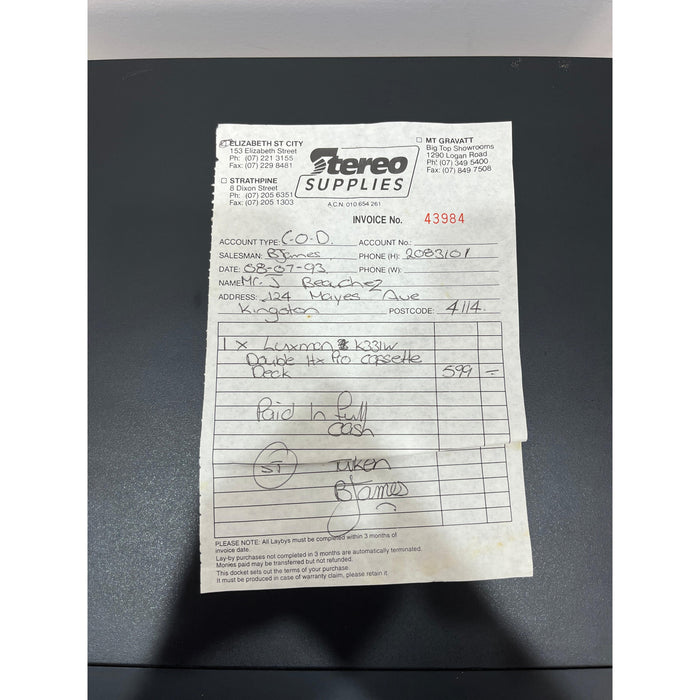 ELIZABETH ST CITY
153 Elizabeth Street
Ph: (07) 221 3155
Fax: (07) 229 8481
STRATHPINE
8 Dixon Street
Ph: (07) 205 6351
Fax: (07) 205 1303
Stereo
SUPPLIES
A.C.N. 010 654 261
MT GRAVATT
Big Top Showrooms
1290 Logan Road
Ph: (07) 349 5400
Fax: (07) 849 7508
INVOICE No. 43984
ACCOUNT TYPE: C.O.D. ACCOUNT No.:
SALESMAN: BJames PHONE (H): 2083101
DATE: 08-07-93 PHONE (W):
NAME: Mr. J Beachez
ADDRESS: 124 Mayes Ave
Kingston POSTCODE: 4114
1 x Luxman K331W
Double Hx Pro Cassette
Deck 599 -
Paid In Full
Cash
ST Taken
BJames
PLEASE NOTE: All Laybys must be completed within 3 months of
invoice date.
Lay-by purchases not completed in 3 months are automatically terminated.
Monies paid may be transferred but not refunded.
This docket sets out the terms of your purchase.
It must be produced in case of warranty claim, please retain it.